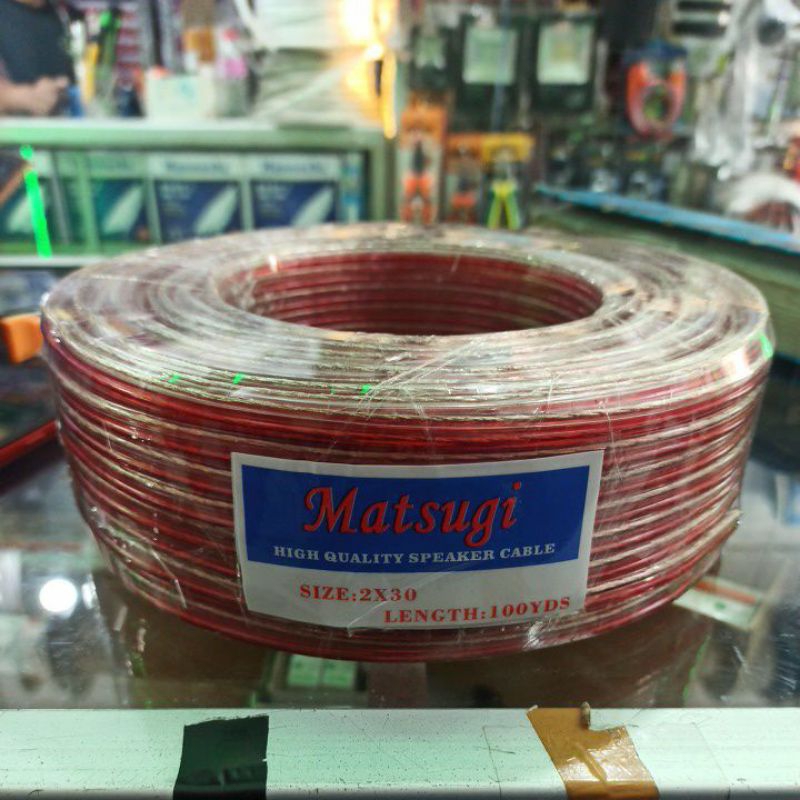 Matsugi
HIGH QUALITY SPEAKER CABLE
SIZE:2X30
LENGTH:100YDS